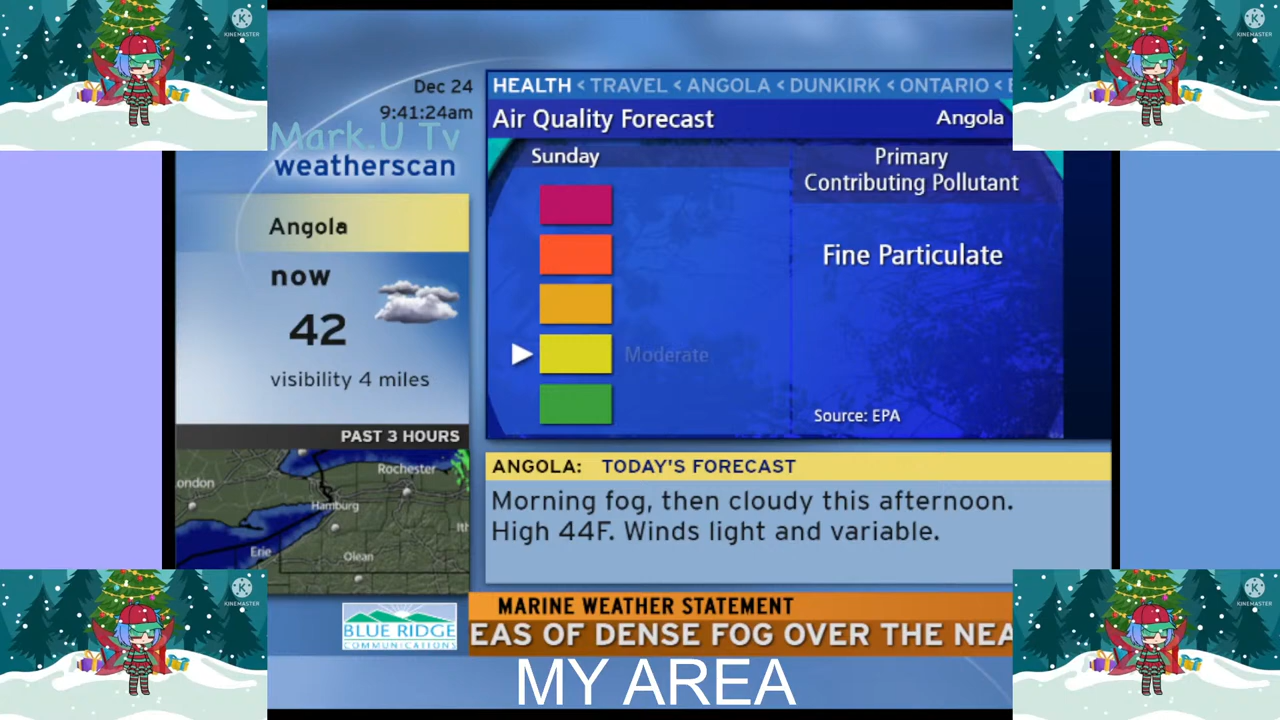 KINEMASTER
KINEMASTER
Dec 24
9:41:24am
Mark.U Tv
weatherscan
HEALTH < TRAVEL < ANGOLA < DUNKIRK < ONTARIO <
Air Quality Forecast
Angola
Sunday
Primary
Contributing Pollutant
Fine Particulate
Moderate
Source: EPA
Angola
now
42
visibility 4 miles
PAST 3 HOURS
Rochester
ondon
Hamburg
Ith
Erie
Olean
ANGOLA: TODAY'S FORECAST
Morning fog, then cloudy this afternoon.
High 44F. Winds light and variable.
MARINE WEATHER STATEMENT
EAS OF DENSE FOG OVER THE NEA
BLUE RIDGE
COMMUNICATIONS
MY AREA
KINEMASTER
KINEMASTER